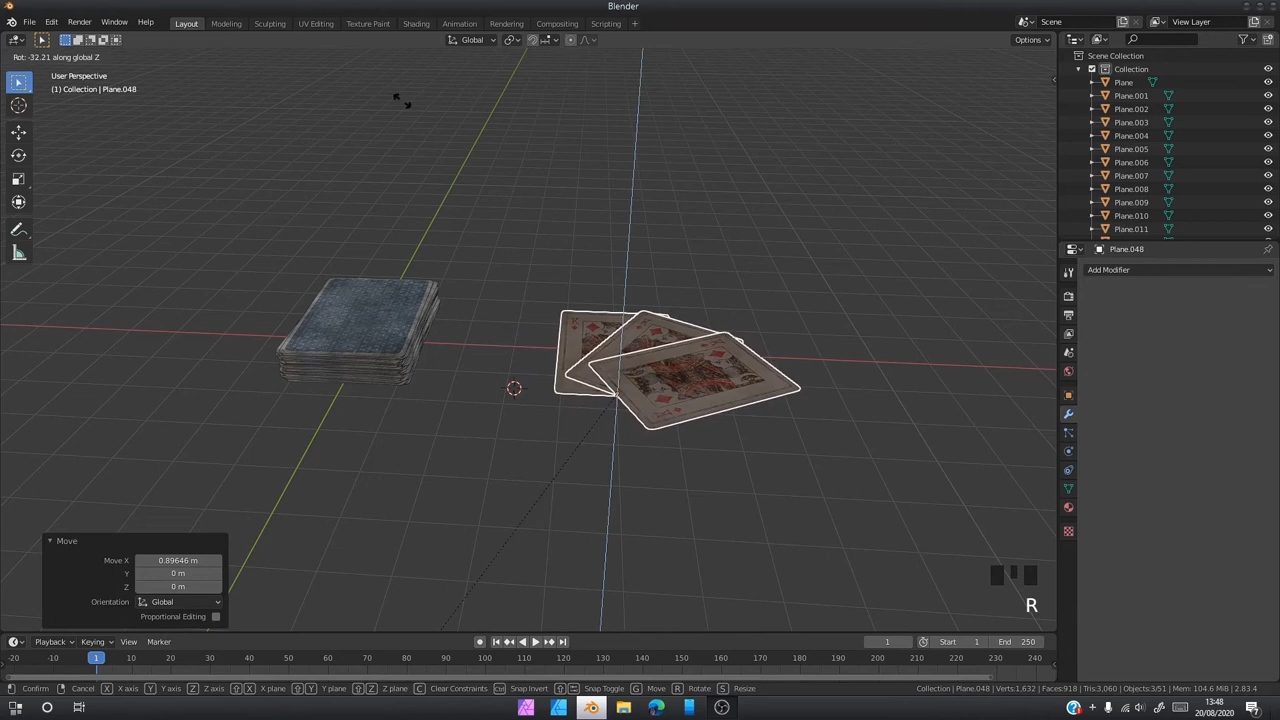 Blender
File Edit Render Window Help Layout Modeling Sculpting UV Editing Texture Paint Shading Animation Rendering Compositing Scripting + Scene View Layer
Global Options
Rot: -32.21 along global Z
User Perspective
(1) Collection | Plane.048
Scene Collection
Collection
Plane
Plane.001
Plane.002
Plane.003
Plane.004
Plane.005
Plane.006
Plane.007
Plane.008
Plane.009
Plane.010
Plane.011
Plane.048
Add Modifier
Move
Move X 0.89646 m
Y 0 m
Z 0 m
Orientation Global
Proportional Editing
R
Playback Keying View Marker 1 Start 1 End 250
-20 -10 1 10 20 30 40 50 60 70 80 90 100 110 120 130 140 150 160 170 180 190 200 210 220 230 240
Confirm Cancel X X axis Y Y axis Z Z axis X X plane Y Y plane Z Z plane C Clear Constraints Ctrl Snap Invert Snap Toggle G Move R Rotate S Resize Collection | Plane.048 | Verts:1,632 | Faces:918 | Tris:3,060 | Objects:3/51 | Mem: 104.6 MiB | 2.83.4
13:48
20/08/2020